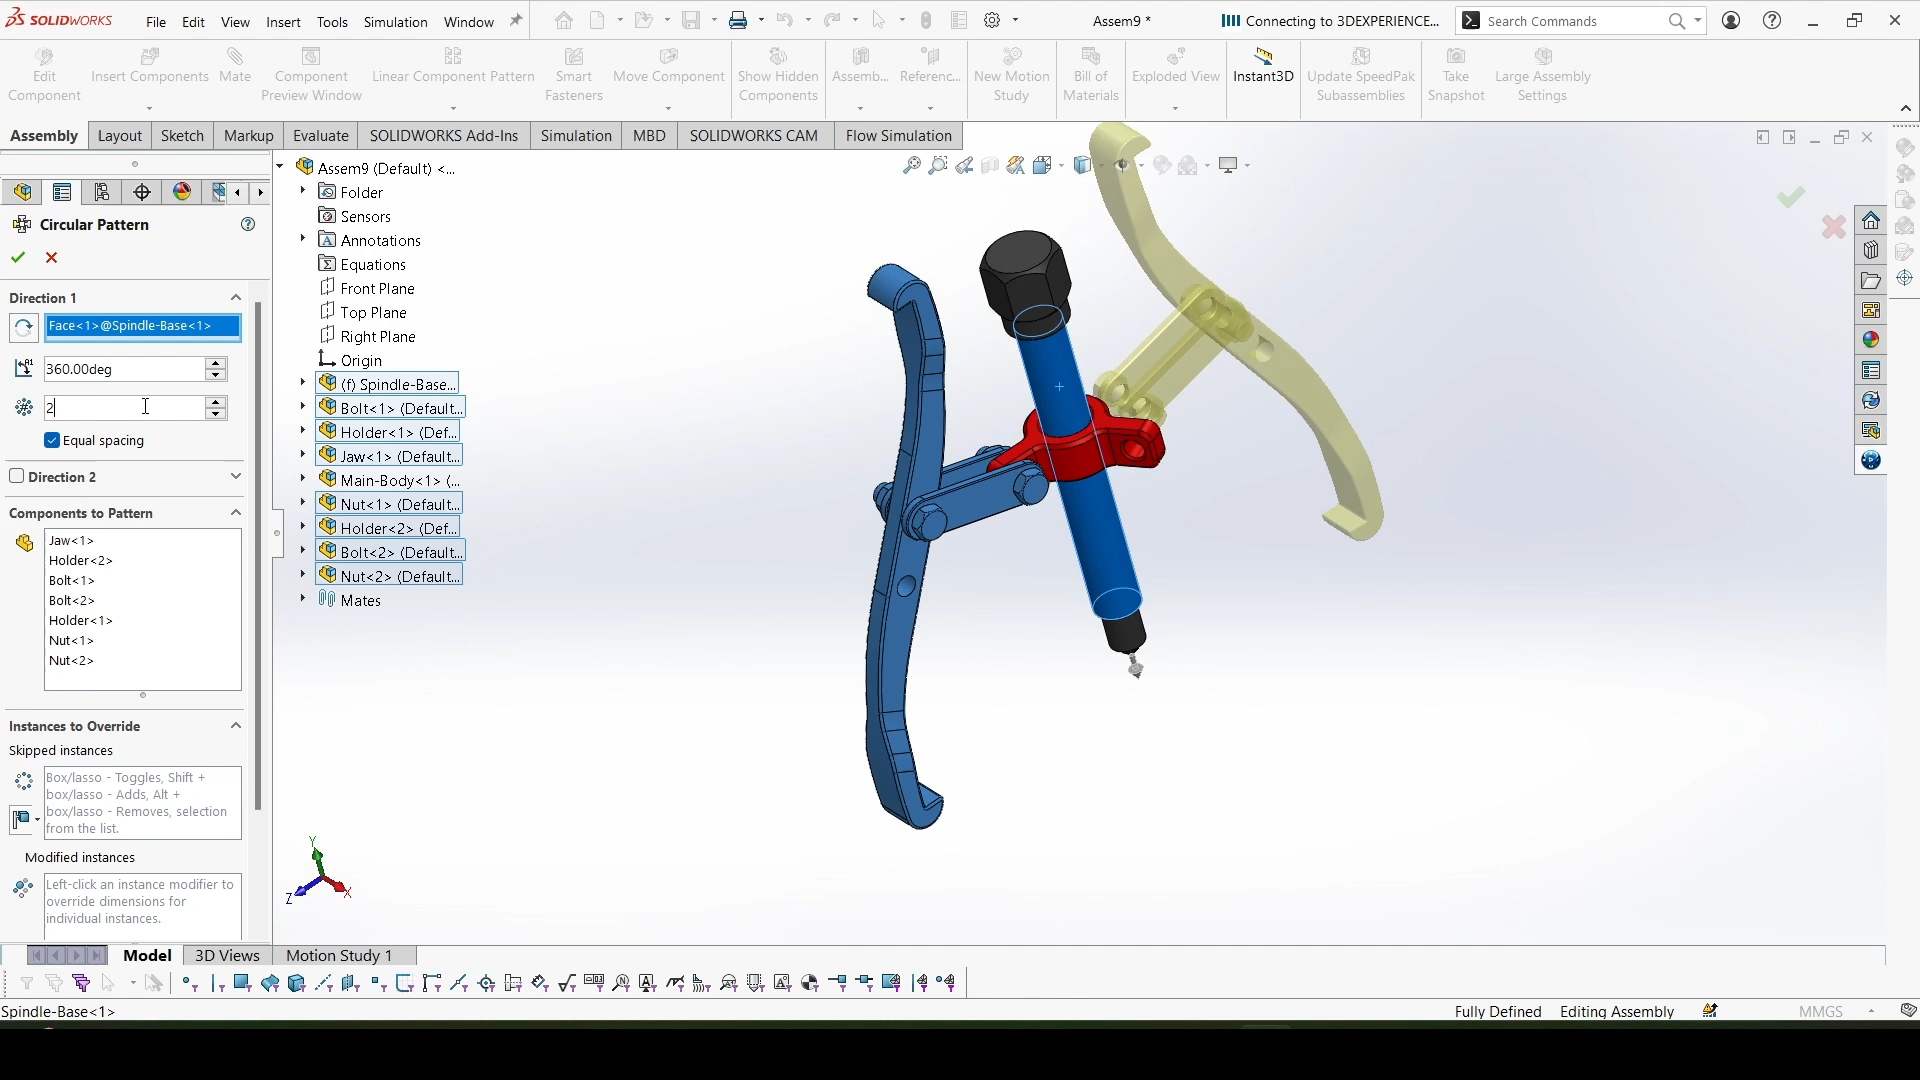 SOLIDWORKS File Edit View Insert Tools Simulation Window Assem9 * Connecting to 3DEXPERIENCE... Search Commands
Edit Component
Insert Components
Mate
Component Preview Window
Linear Component Pattern
Smart Fasteners
Move Component
Show Hidden Components
Assemb...
Referenc...
New Motion Study
Bill of Materials
Exploded View
Instant3D
Update SpeedPak Subassemblies
Take Snapshot
Large Assembly Settings
Assembly Layout Sketch Markup Evaluate SOLIDWORKS Add-Ins Simulation MBD SOLIDWORKS CAM Flow Simulation
Circular Pattern
Direction 1
Face<1>@Spindle-Base<1>
360.00deg
2
Equal spacing
Direction 2
Components to Pattern
Jaw<1>
Holder<2>
Bolt<1>
Bolt<2>
Holder<1>
Nut<1>
Nut<2>
Instances to Override
Skipped instances
Box/lasso - Toggles, Shift +
box/lasso - Adds, Alt +
box/lasso - Removes, selection
from the list.
Modified instances
Left-click an instance modifier to
override dimensions for
individual instances.
Assem9 (Default) <...
Folder
Sensors
Annotations
Equations
Front Plane
Top Plane
Right Plane
Origin
(f) Spindle-Base...
Bolt<1> (Default...
Holder<1> (Def...
Jaw<1> (Default...
Main-Body<1> (...
Nut<1> (Default...
Holder<2> (Def...
Bolt<2> (Default...
Nut<2> (Default...
Mates
Y
Z
X
Model 3D Views Motion Study 1
Spindle-Base<1> Fully Defined Editing Assembly MMGS